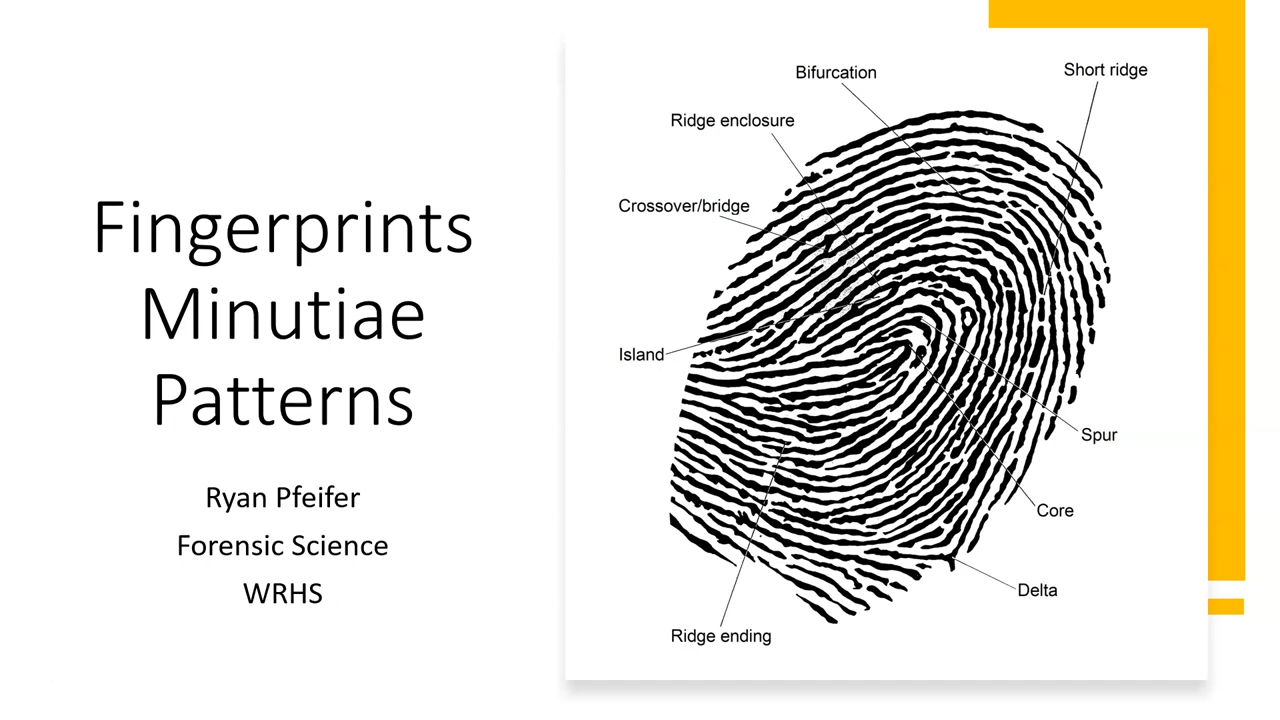 Fingerprints
Minutiae
Patterns
Ryan Pfeifer
Forensic Science
WRHS
Bifurcation
Short ridge
Ridge enclosure
Crossover/bridge
Island
Spur
Core
Delta
Ridge ending